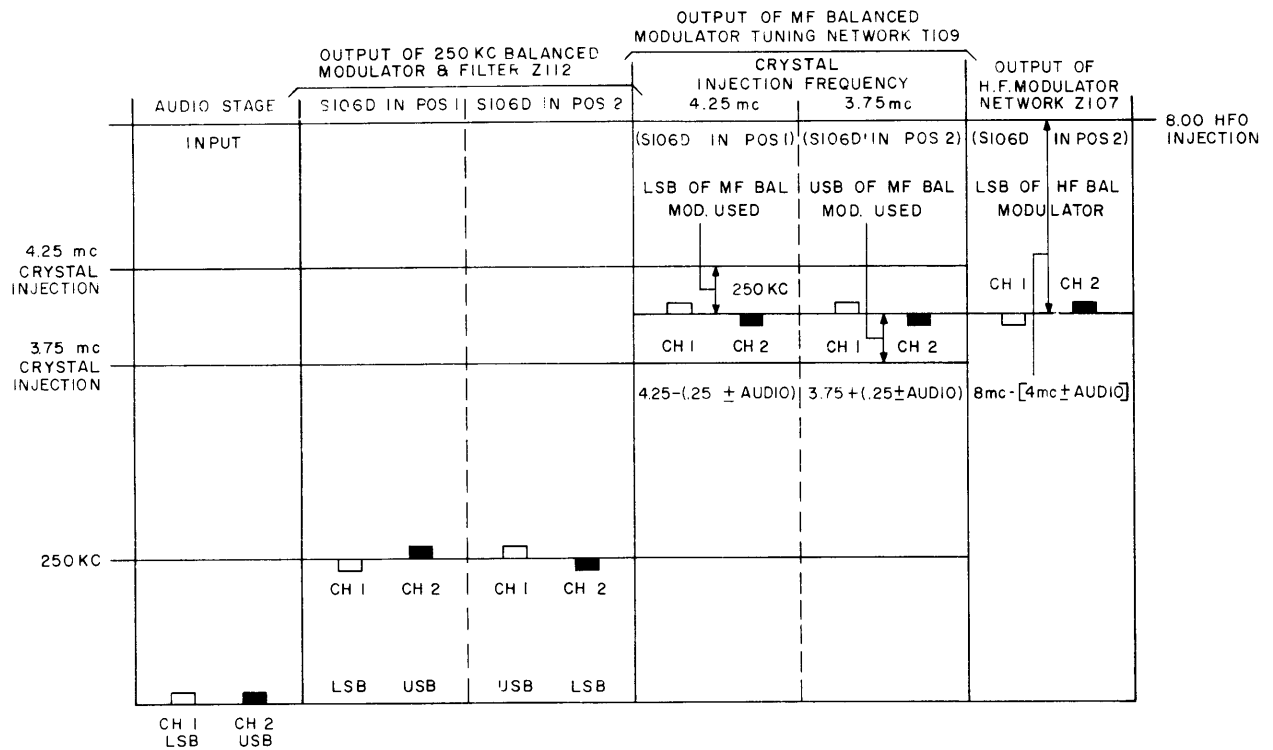 OUTPUT OF MF BALANCED
MODULATOR TUNING NETWORK T109
OUTPUT OF 250 KC BALANCED
MODULATOR & FILTER Z112
CRYSTAL
INJECTION FREQUENCY
4.25 mc
3.75 mc
OUTPUT OF
H.F. MODULATOR
NETWORK Z107
AUDIO STAGE
INPUT
S106D IN POS 1
S106D IN POS 2
(S106D IN POS 1)
(S106D IN POS 2)
(S106D IN POS 2)
8.00 HFO
INJECTION
LSB OF MF BAL
MOD. USED
USB OF MF BAL
MOD. USED
LSB OF HF BAL
MODULATOR
4.25 mc
CRYSTAL
INJECTION
250 KC
CH 1 CH 2
CH 1 CH 2
CH 1 CH 2
3.75 mc
CRYSTAL
INJECTION
4.25-(.25 ± AUDIO)
3.75+(.25±AUDIO)
8mc-[4mc±AUDIO]
250 KC
CH 1 CH 2
CH 1 CH 2
LSB USB
USB LSB
CH 1 CH 2
LSB USB